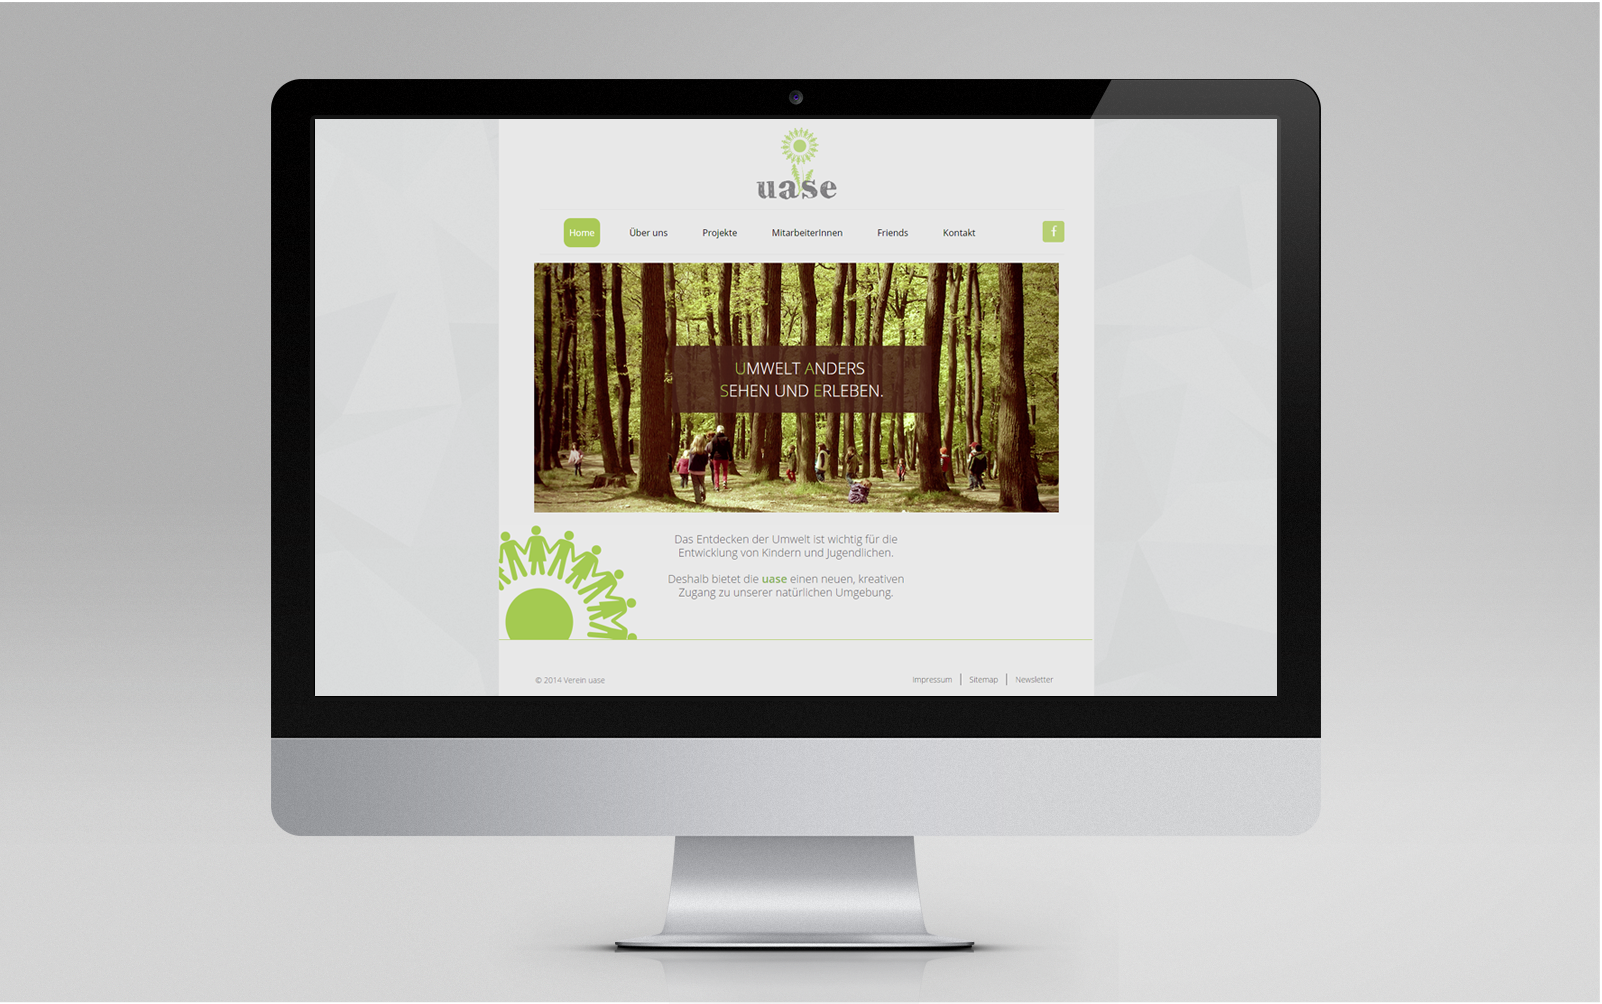 uase
Home Über uns Projekte MitarbeiterInnen Friends Kontakt f
UMWELT ANDERS
SEHEN UND ERLEBEN.
Das Entdecken der Umwelt ist wichtig für die
Entwicklung von Kindern und Jugendlichen.
Deshalb bietet die uase einen neuen, kreativen
Zugang zu unserer natürlichen Umgebung.
© 2014 Verein uase
Impressum | Sitemap | Newsletter